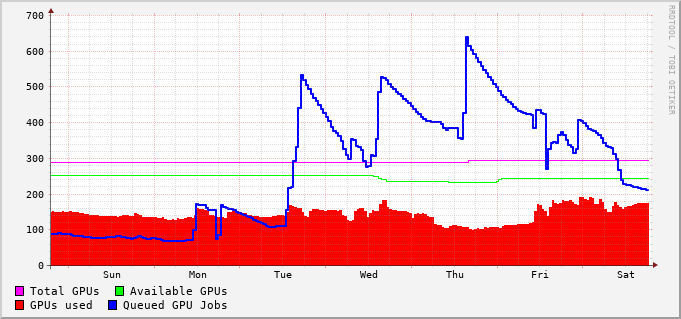 700
600
500
400
300
200
100
0
Sun Mon Tue Wed Thu Fri Sat
Total GPUs Available GPUs
GPUs used Queued GPU Jobs
RRDTOOL / TOBI OETIKER